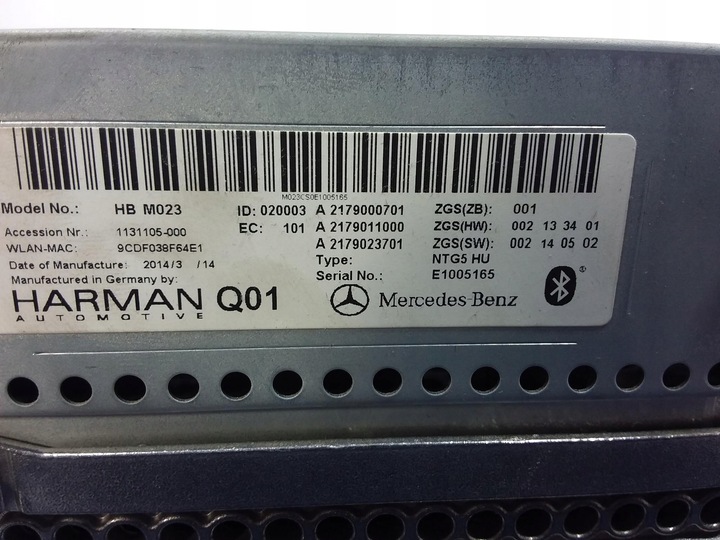 M023CS0E1005165
Model No.: HB M023 ID: 020003 A 2179000701 ZGS(ZB): 001
Accession Nr.: 1131105-000 EC: 101 A 2179011000 ZGS(HW): 002 13 34 01
WLAN-MAC: 9CDF038F64E1 A 2179023701 ZGS(SW): 002 14 05 02
Date of Manufacture: 2014/3 /14 Type: NTG5 HU
Manufactured in Germany by: Serial No.: E1005165
HARMAN Q01 Mercedes-Benz
AUTOMOTIVE